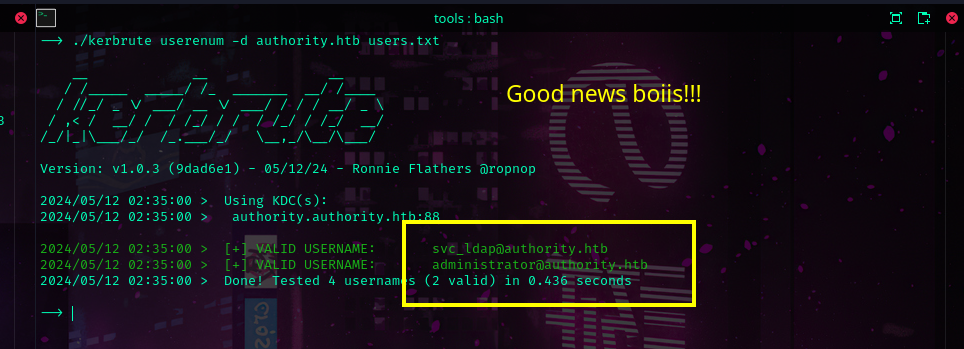 tools : bash
—> ./kerbrute userenum -d authority.htb users.txt
Good news boiis!!!
Version: v1.0.3 (9dad6e1) - 05/12/24 - Ronnie Flathers @ropnop
2024/05/12 02:35:00 > Using KDC(s):
2024/05/12 02:35:00 > authority.authority.htb:88
2024/05/12 02:35:00 > [+] VALID USERNAME: svc_ldap@authority.htb
2024/05/12 02:35:00 > [+] VALID USERNAME: administrator@authority.htb
2024/05/12 02:35:00 > Done! Tested 4 usernames (2 valid) in 0.436 seconds
—>